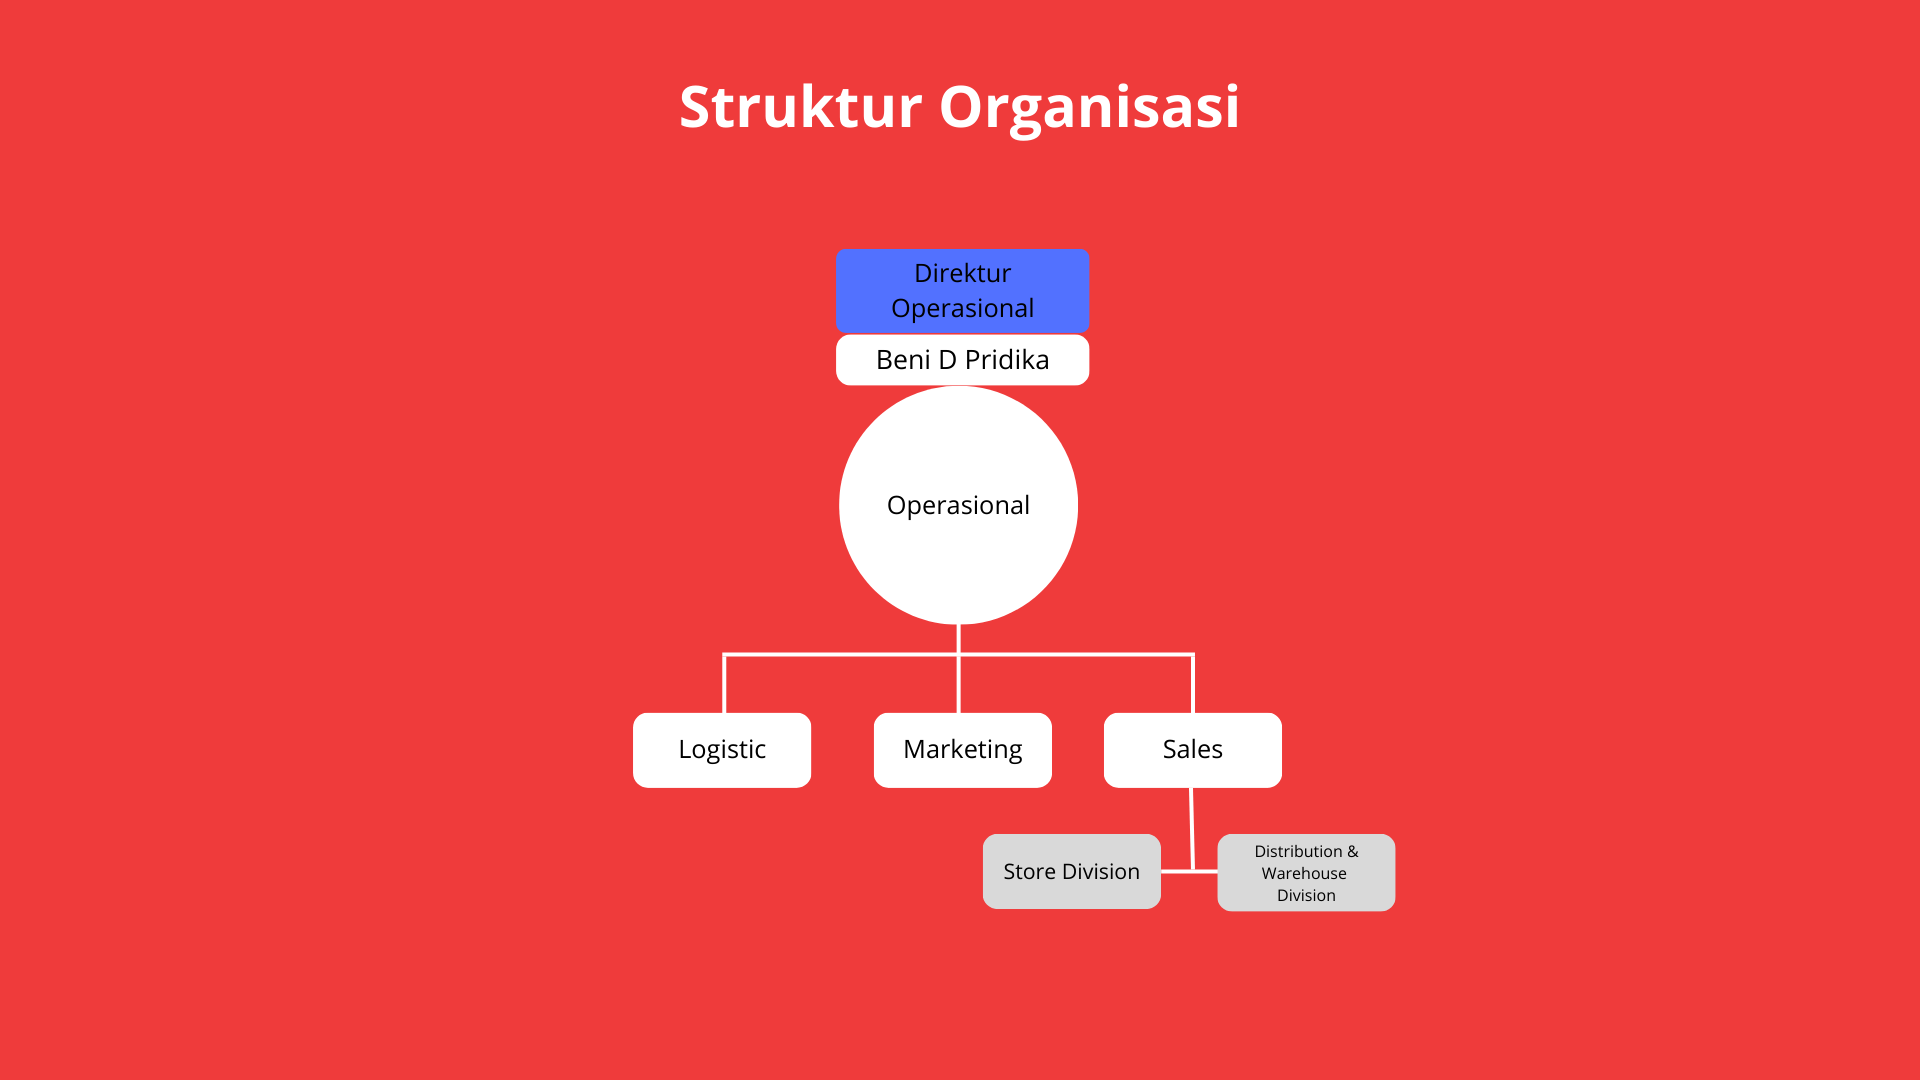 Struktur Organisasi
Direktur
Operasional
Beni D Pridika
Operasional
Logistic
Marketing
Sales
Store Division
Distribution &
Warehouse
Division